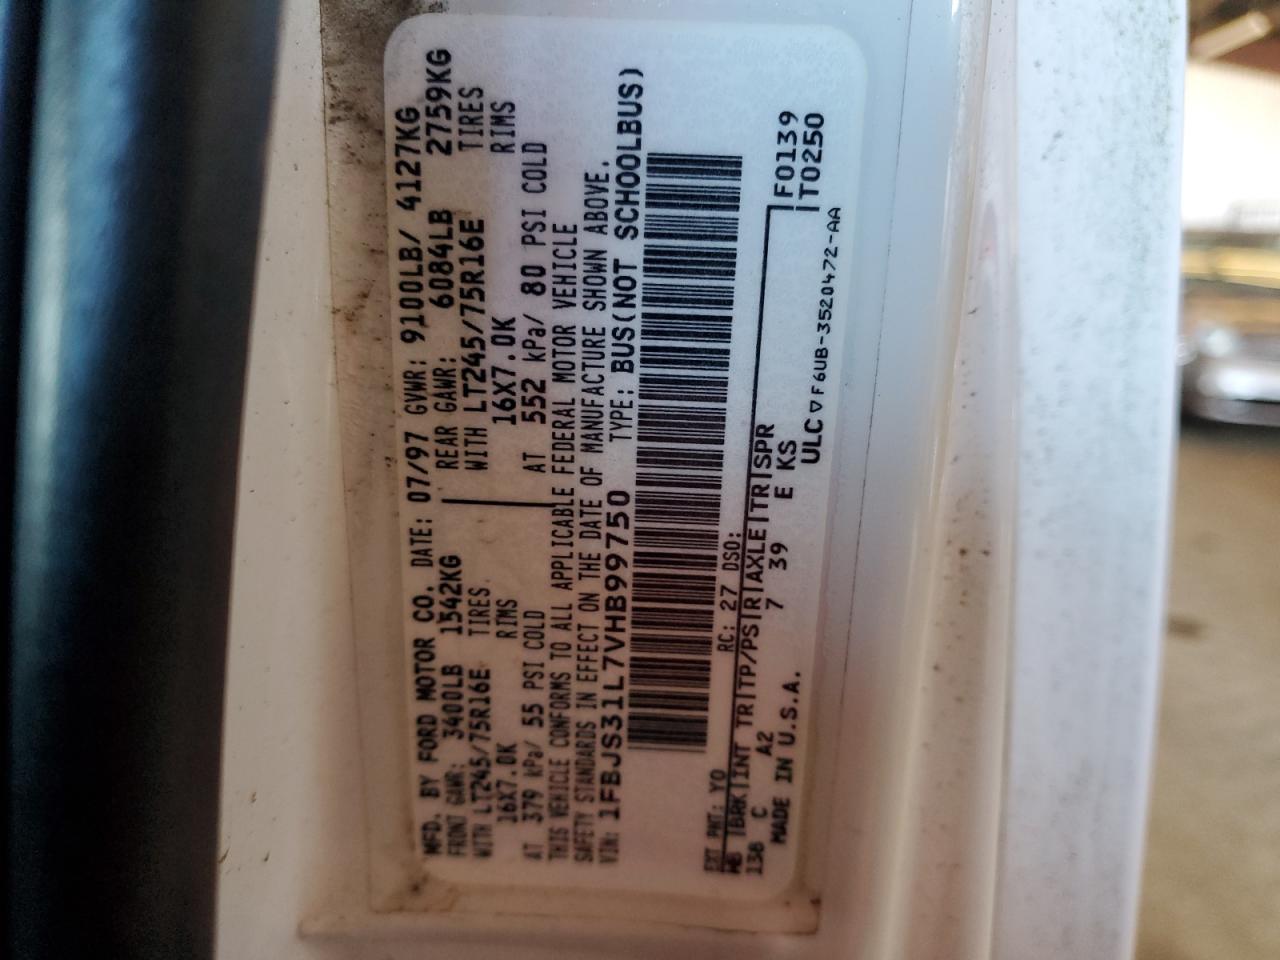 MFD. BY FORD MOTOR CO. DATE: 07/97 GVWR: 9100LB/ 4127KG
FRONT GAWR: 3400LB 1542KG REAR GAWR: 6084LB 2759KG
WITH LT245/75R16E TIRES WITH LT245/75R16E TIRES
16X7.0K RIMS 16X7.0K RIMS
AT 379 kPa/ 55 PSI COLD AT 552 kPa/ 80 PSI COLD
THIS VEHICLE CONFORMS TO ALL APPLICABLE FEDERAL MOTOR VEHICLE
SAFETY STANDARDS IN EFFECT ON THE DATE OF MANUFACTURE SHOWN ABOVE.
VIN: 1FBJS31L7VHB99750 TYPE: BUS(NOT SCHOOLBUS)
EXT PNT: YO RC: 27 DSO:
WB |BRK|INT TR|TP/PS|R|AXLE|TR|SPR |F0139
138 C A2 7 39 E KS |T0250
MADE IN U.S.A. ULC ▽ F6UB-3520472-AA